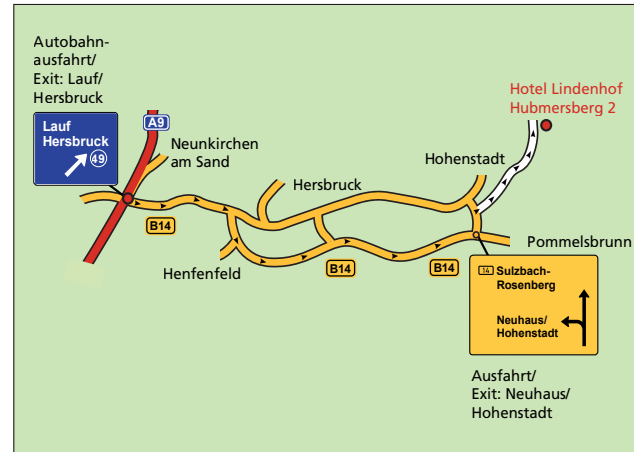 Autobahn-
ausfahrt/
Exit: Lauf/
Hersbruck
Lauf
Hersbruck
49
A9
Neunkirchen
am Sand
Hotel Lindenhof
Hubmersberg 2
Hohenstadt
Hersbruck
B14
Henfenfeld
B14
B14
Pommelsbrunn
14 Sulzbach-
Rosenberg
Neuhaus/
Hohenstadt
Ausfahrt/
Exit: Neuhaus/
Hohenstadt